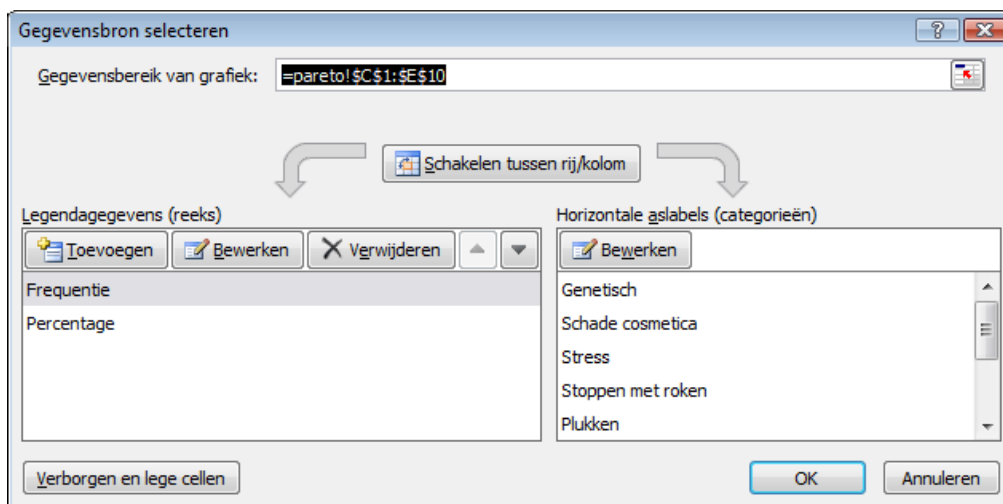 Gegevensbron selecteren
Gegevensbereik van grafiek: =pareto!$C$1:$E$10
Schakelen tussen rij/kolom
Legendagegevens (reeks)
Toevoegen Bewerken Verwijderen
Frequentie
Percentage
Horizontale aslabels (categorieën)
Bewerken
Genetisch
Schade cosmetica
Stress
Stoppen met roken
Plukken
Verborgen en lege cellen
OK Annuleren